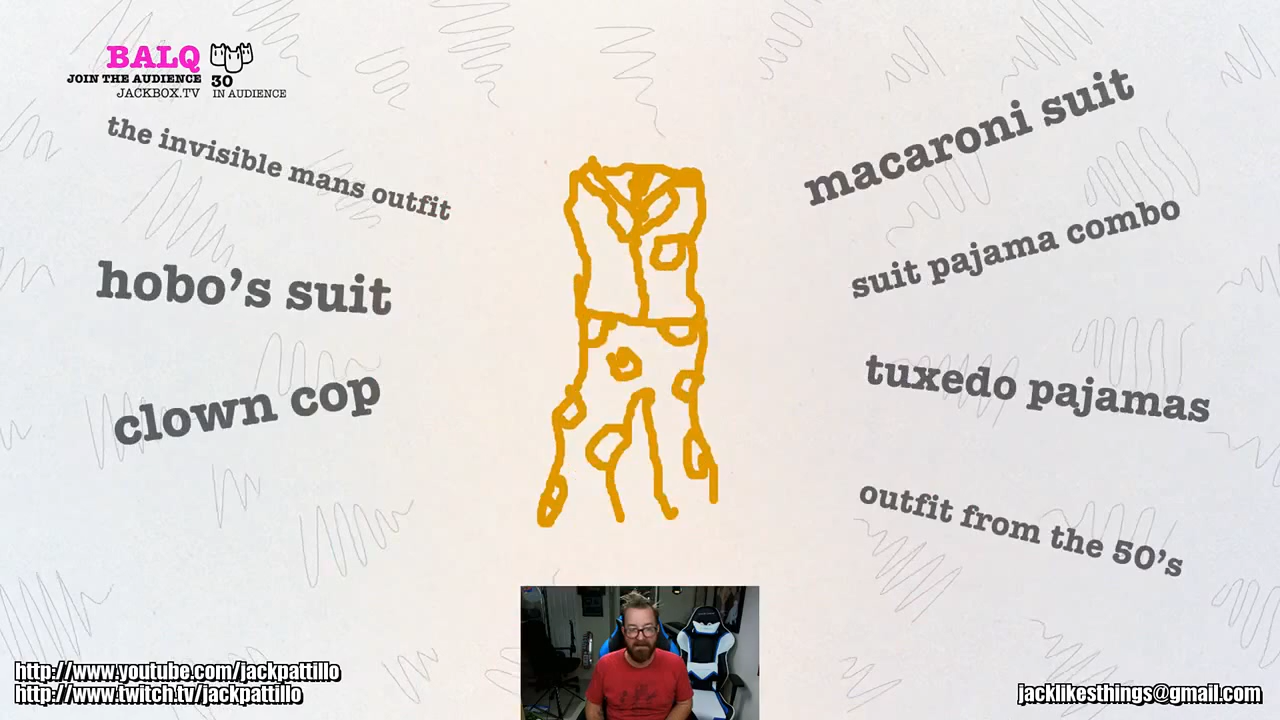 BALQ
JOIN THE AUDIENCE
JACKBOX.TV
30
IN AUDIENCE
the invisible mans outfit
hobo's suit
clown cop
macaroni suit
suit pajama combo
tuxedo pajamas
outfit from the 50's
http://www.youtube.com/jackpattillo
http://www.twitch.tv/jackpattillo
jacklikesthings@gmail.com